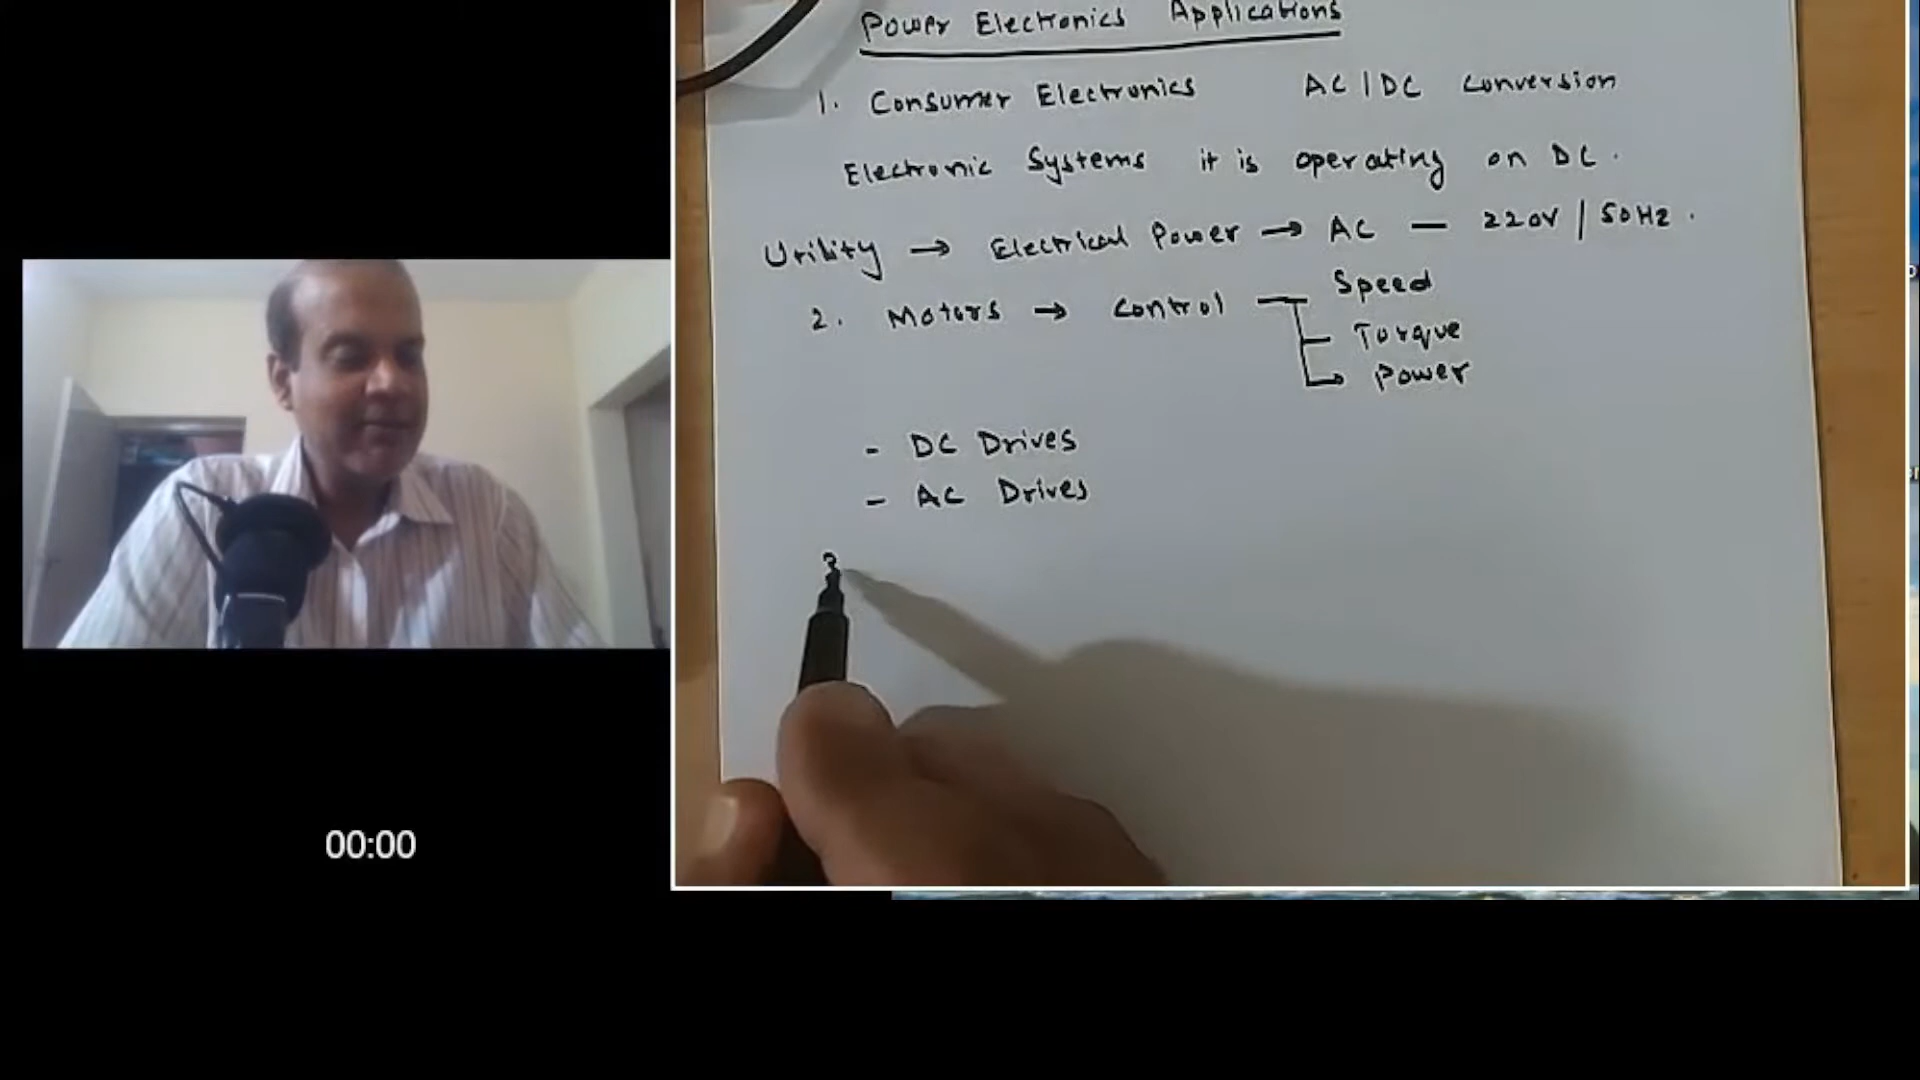 Power Electronics Applications
1. Consumer Electronics AC/DC conversion
Electronic Systems it is operating on DC.
Utility → Electrical Power → AC — 220V / 50Hz.
2. Motors → Control Speed
Torque
Power
- DC Drives
- AC Drives
3
00:00